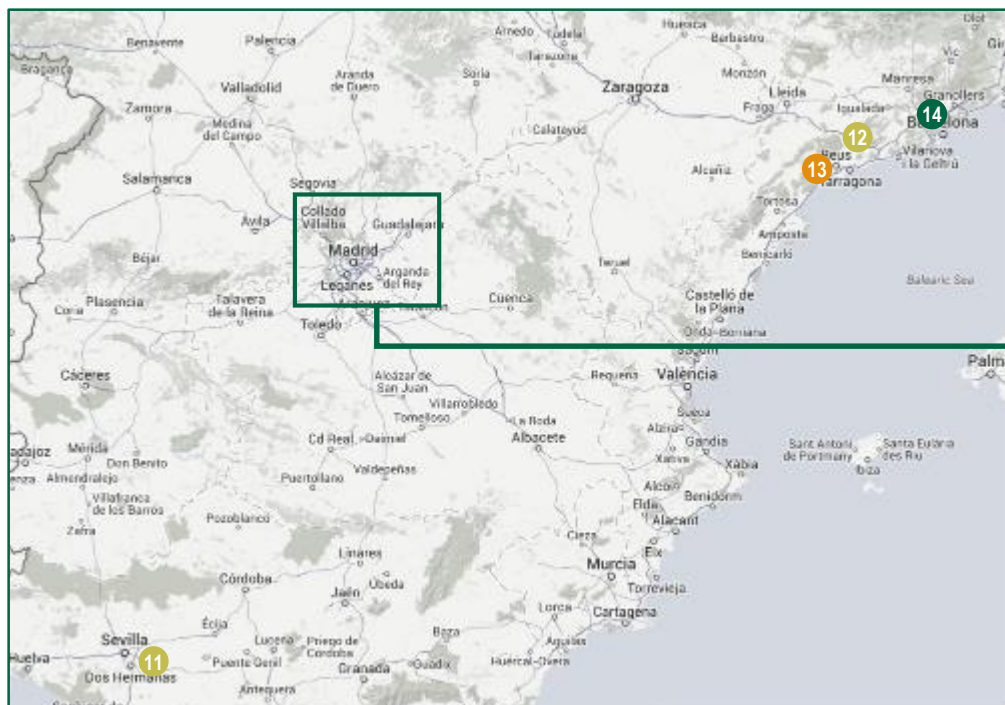 Palencia
Benavente
Bragança
Arnedo
Tudela
Tarazona
Huesca
Barbastro
Olot
Vic
Aranda
de Duero
Soria
Monzón
Manresa
Valladolid
Zaragoza
Lleida
Granollers
Zamora
Fraga
Igualada
14
Medina
del Campo
Calatayud
12
Barcelona
Vilanova
i la Geltrú
Reus
13
Tarragona
Alcañiz
Salamanca
Segovia
Tortosa
Collado
Villalba
Guadalajara
Ávila
Amposta
Madrid
Benicarló
Béjar
Leganés
Arganda
del Rey
Teruel
Balearic Sea
Plasencia
Coria
Talavera
de la Reina
Cuenca
Castelló de
la Plana
Toledo
Onda
Borriana
Cáceres
Alcázar de
San Juan
Requena
València
Villarrobledo
Tomelloso
La Roda
Sueca
Cd Real
Daimiel
Albacete
Alzira
Gandia
Sant Antoni
de Portmany
Santa Eulària
des Riu
Ibiza
Mérida
Don Benito
Xàtiva
Xàbia
Almendralejo
Puertollano
Valdepeñas
Alcoi
Benidorm
Villafranca
de los Barros
Elda
Zafra
Pozoblanco
Alacant
Cieza
Elx
Linares
Murcia
Torrevieja
Córdoba
Úbeda
Jaén
Lorca
Cartagena
Écija
Sevilla
Lucena
Priego de
Córdoba
Baza
Aguilas
Huelva
11
Dos Hermanas
Puente Genil
Guadix
Huércal-Overa
Granada
Antequera